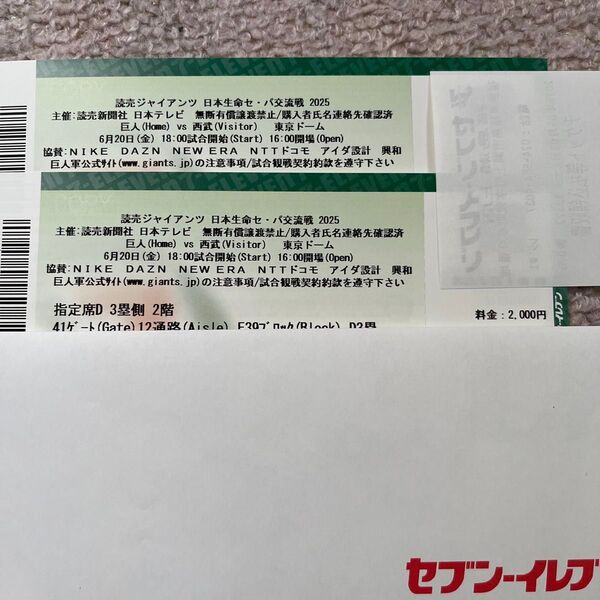 読売ジャイアンツ 日本生命セ・パ交流戦 2025
主催:読売新聞社 日本テレビ 無断有償譲渡禁止/購入者氏名連絡先確認済
巨人(Home) vs 西武(Visitor) 東京ドーム
6月20日(金) 18:00試合開始(Start) 16:00開場(Open)
協賛:NIKE DAZN NEW ERA NTTドコモ アイダ設計 興和
巨人軍公式サイト(www.giants.jp)の注意事項/試合観戦契約約款を遵守下さい
読売ジャイアンツ 日本生命セ・パ交流戦 2025
主催:読売新聞社 日本テレビ 無断有償譲渡禁止/購入者氏名連絡先確認済
巨人(Home) vs 西武(Visitor) 東京ドーム
6月20日(金) 18:00試合開始(Start) 16:00開場(Open)
協賛:NIKE DAZN NEW ERA NTTドコモ アイダ設計 興和
巨人軍公式サイト(www.giants.jp)の注意事項/試合観戦契約約款を遵守下さい
指定席D 3塁側 2階
料金:2,000円
41ゲート(Gate)12通路(Aisle) E39ブロック(Block) D3塁
セブン-イレブ